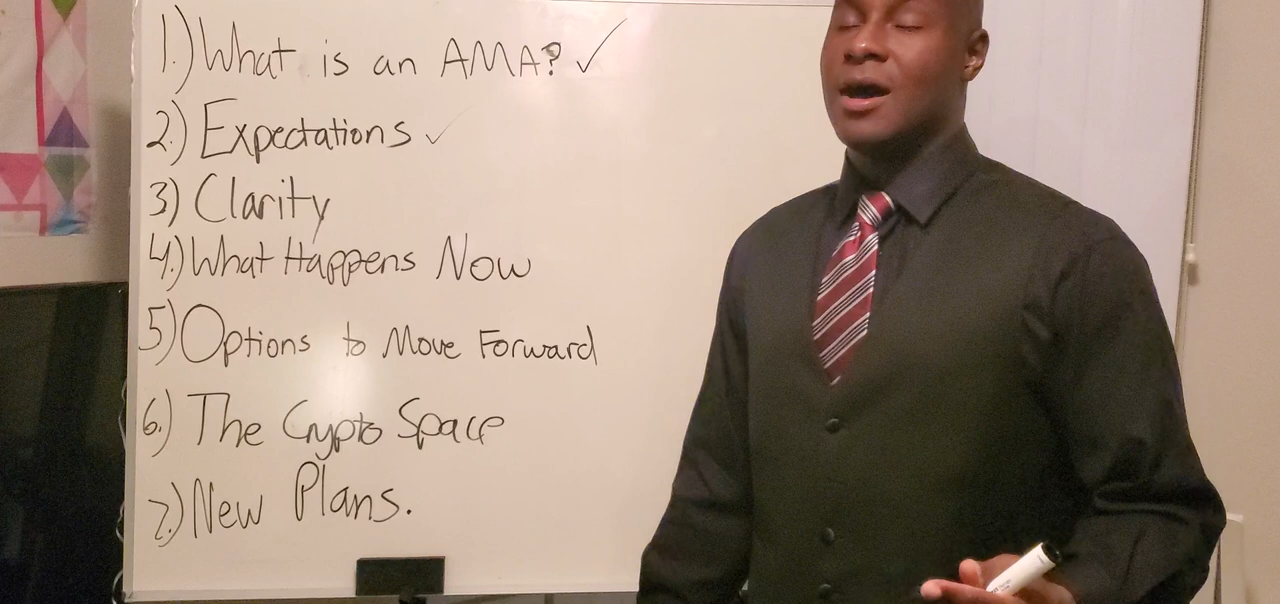 1.) What is an AMA? ✓
2.) Expectations ✓
3) Clarity
4.) What Happens Now
5) Options to Move Forward
6.) The Crypto Space
7.) New Plans.